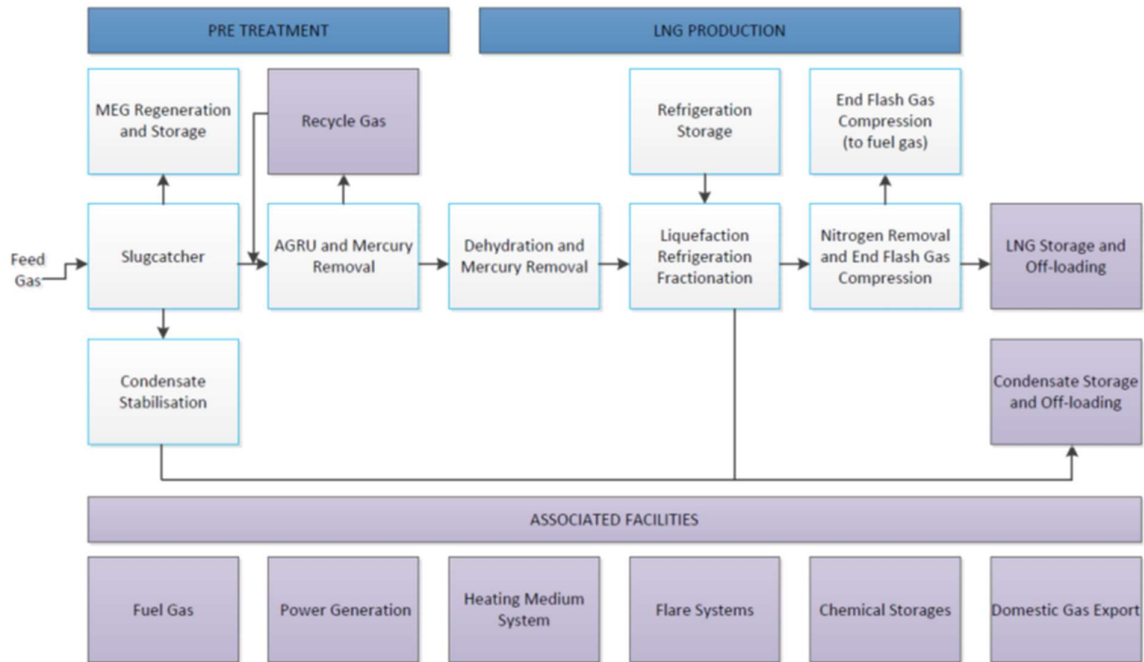 PRE TREATMENT
LNG PRODUCTION
MEG Regeneration
and Storage
Recycle Gas
Refrigeration
Storage
End Flash Gas
Compression
(to fuel gas)
Feed
Gas
Slugcatcher
AGRU and Mercury
Removal
Dehydration and
Mercury Removal
Liquefaction
Refrigeration
Fractionation
Nitrogen Removal
and End Flash Gas
Compression
LNG Storage and
Off-loading
Condensate
Stabilisation
Condensate Storage
and Off-loading
ASSOCIATED FACILITIES
Fuel Gas
Power Generation
Heating Medium
System
Flare Systems
Chemical Storages
Domestic Gas Export